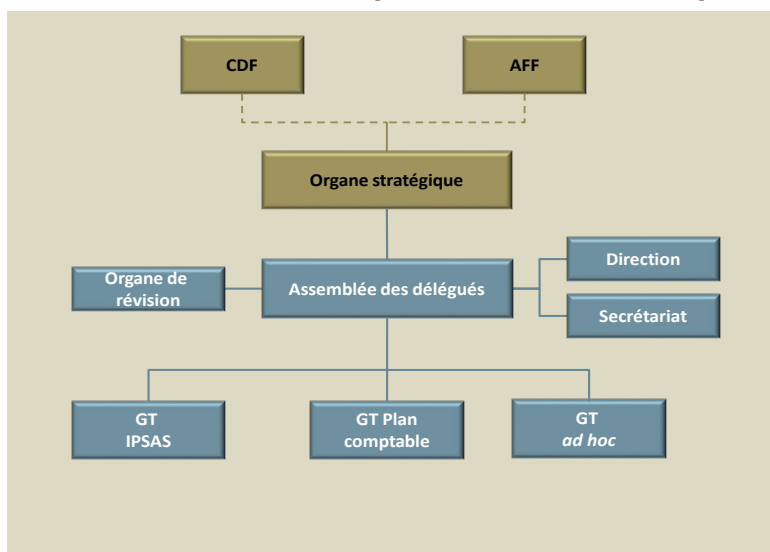 CDF
AFF
Organe stratégique
Direction
Organe de
révision
Assemblée des délégués
Secrétariat
GT
IPSAS
GT Plan
comptable
GT
ad hoc